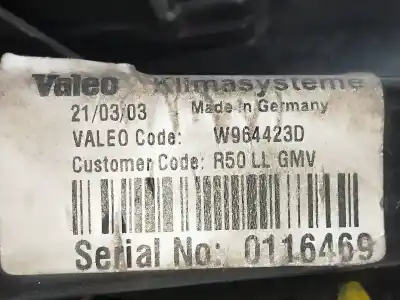 Valeo Klimasysteme
21/03/03 Made in Germany
VALEO Code: W964423D
Customer Code: R50 LL GMV
Serial No: 0116469